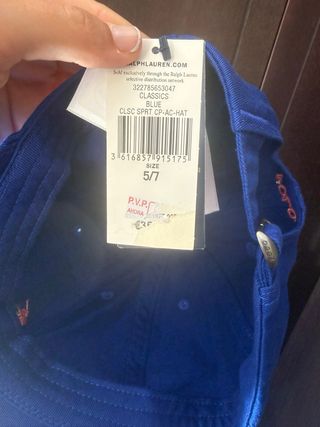 RALPHLAUREN.COM
Sold exclusively through the Ralph Lauren
selective distribution network.
322785653047
CLASSICS
BLUE
CLSC SPRT CP-AC-HAT
3 616857 915175
SIZE
5/7
P.V.P.
AHORA
POLO